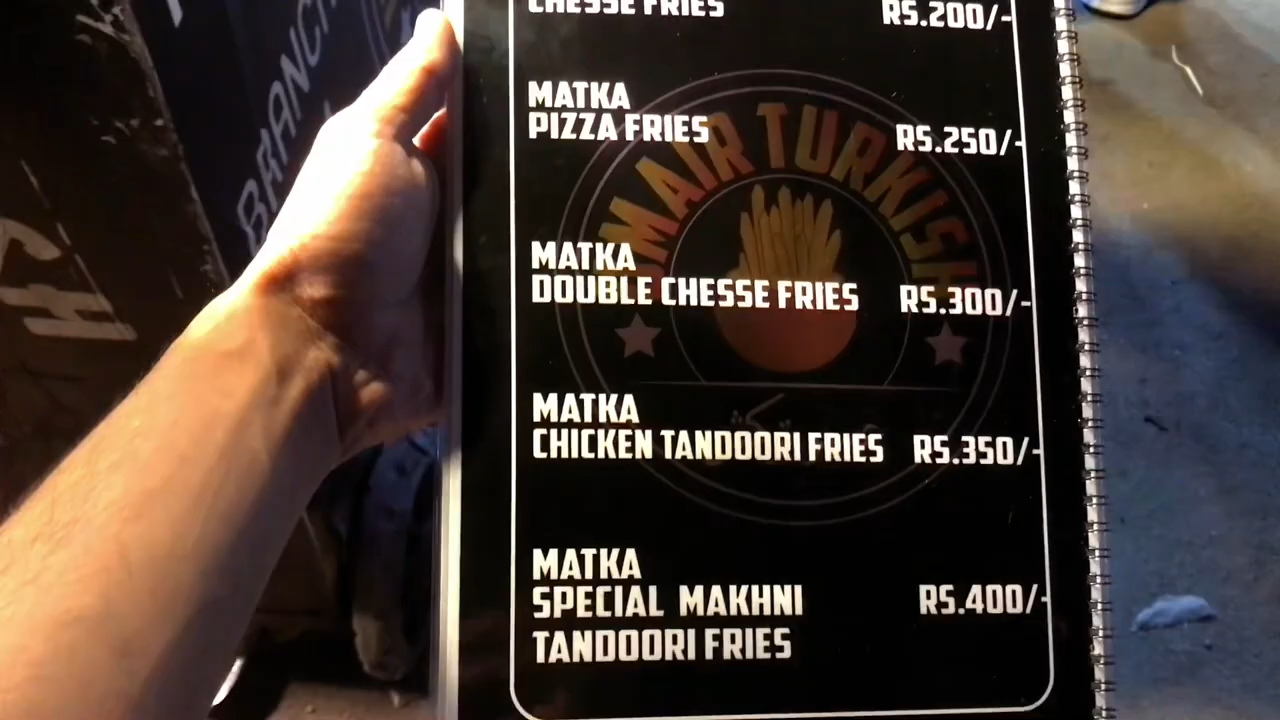 CHESSE FRIES RS.200/-
MATKA
PIZZA FRIES RS.250/-
MAIR TURKISH
MATKA
DOUBLE CHESSE FRIES RS.300/-
MATKA
CHICKEN TANDOORI FRIES RS.350/-
MATKA
SPECIAL MAKHNI RS.400/-
TANDOORI FRIES
BRANCH